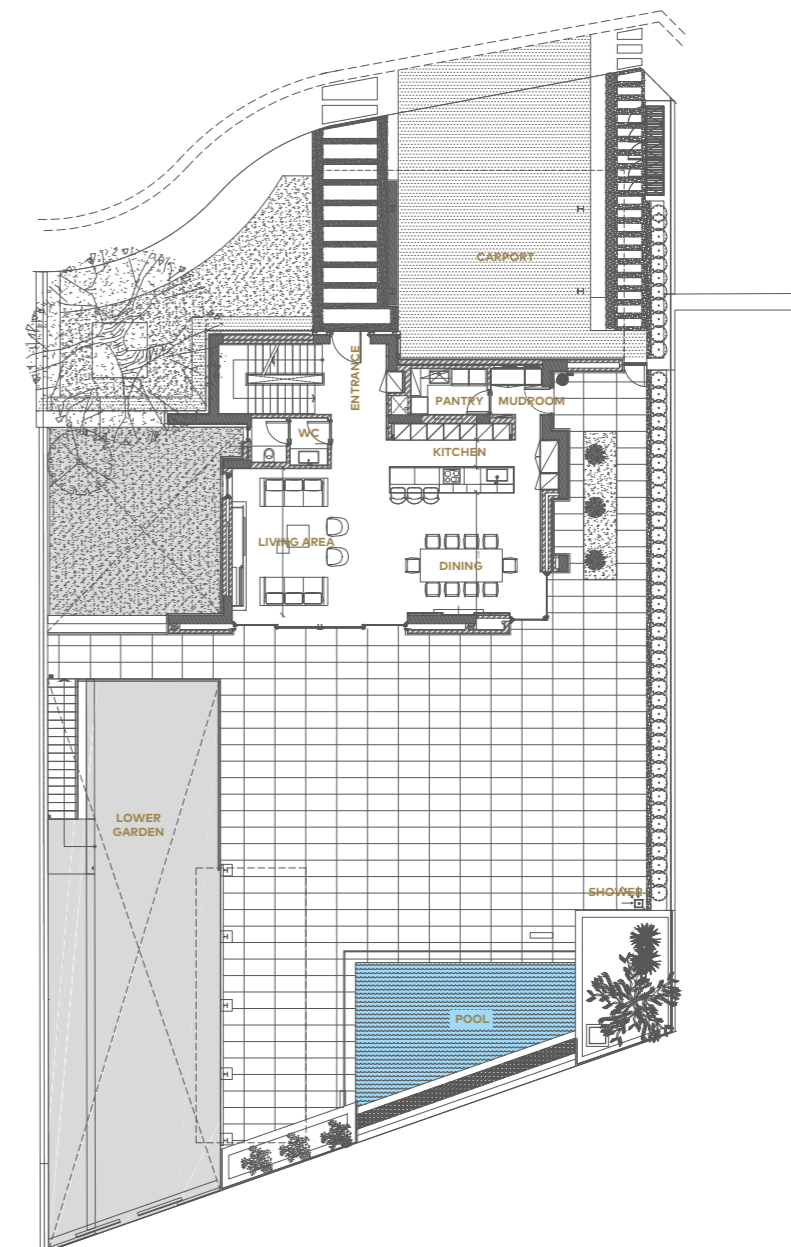 CARPORT
ENTRANCE
PANTRY
MUDROOM
WC
KITCHEN
LIVING AREA
DINING
LOWER
GARDEN
SHOWER
POOL